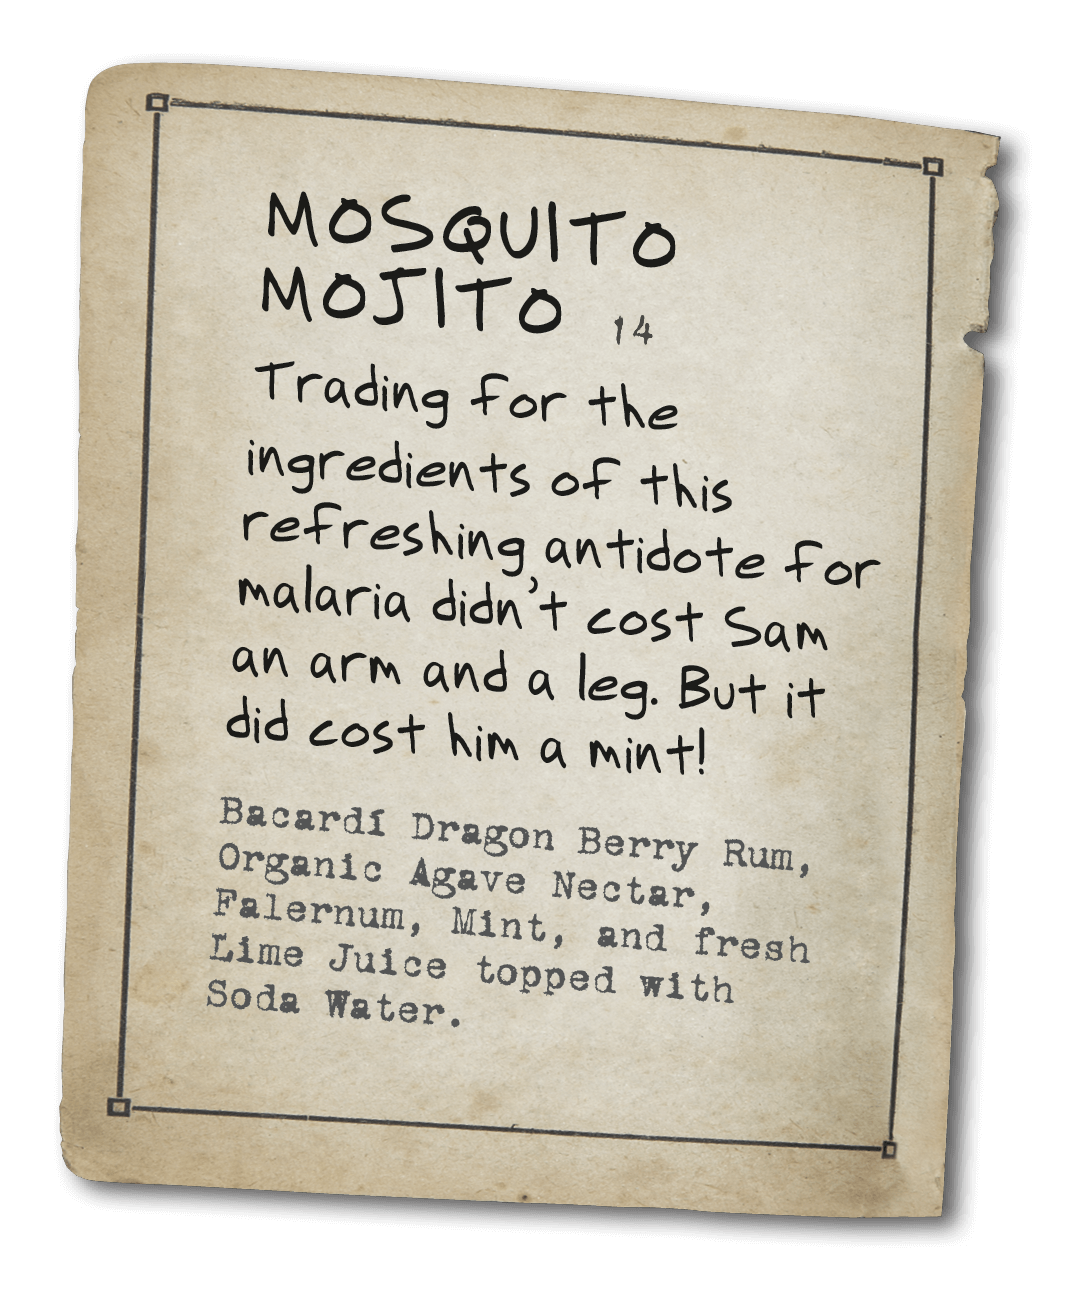 MOSQUITO
MOJITO 14
Trading for the
ingredients of this
refreshing antidote for
malaria didn't cost Sam
an arm and a leg. But it
did cost him a mint!
Bacardí Dragon Berry Rum,
Organic Agave Nectar,
Falernum, Mint, and fresh
Lime Juice topped with
Soda Water.